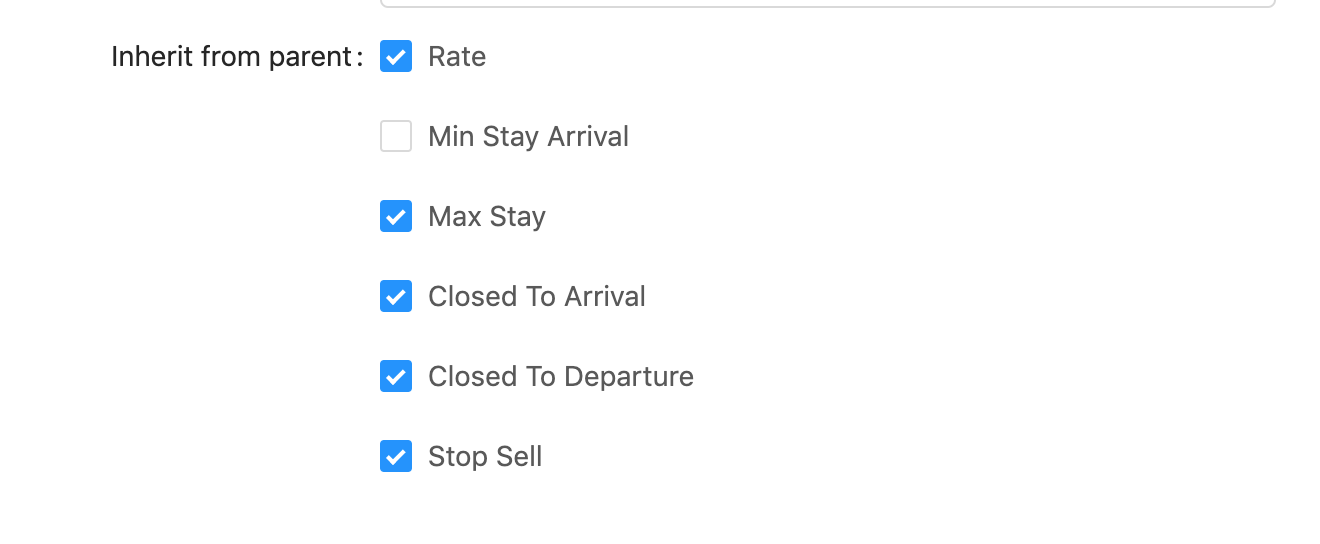 Inherit from parent: Rate
Min Stay Arrival
Max Stay
Closed To Arrival
Closed To Departure
Stop Sell